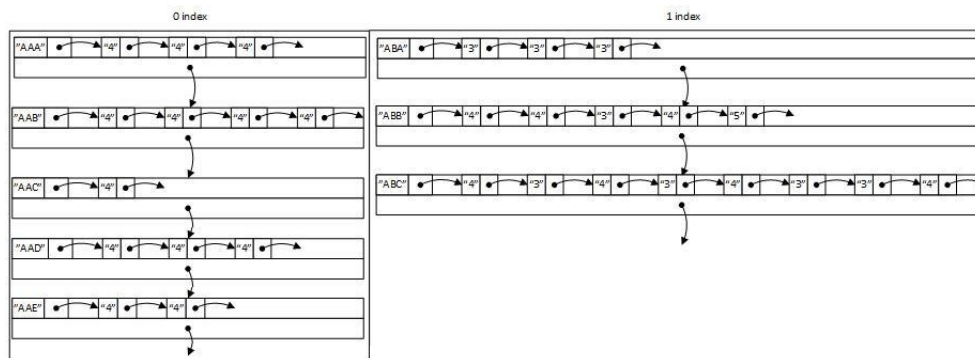 0 index
1 index
"AAA" "4" "4" "4"
"ABA" "3" "3" "3"
"AAB" "4" "4" "4" "4"
"ABB" "4" "4" "3" "4" "5"
"AAC" "4"
"ABC" "4" "3" "4" "3" "4" "3" "3" "4"
"AAD" "4" "4" "4"
"AAE" "4" "4"